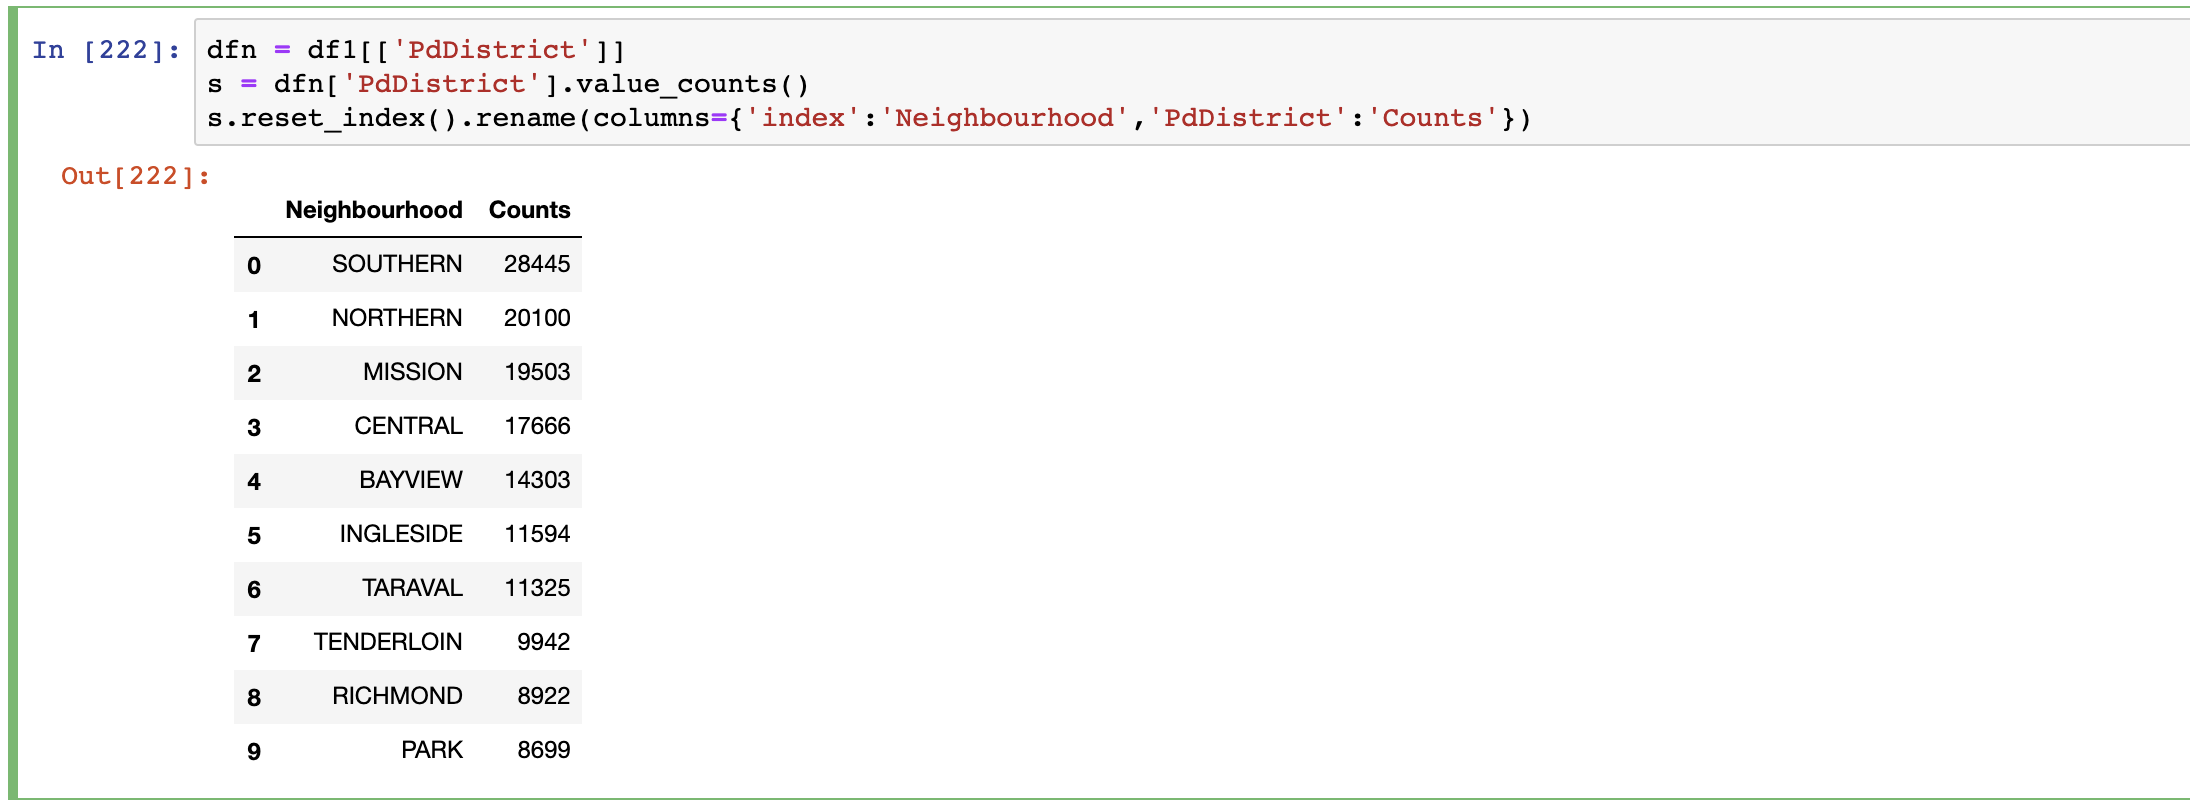 In [222]: dfn = df1[['PdDistrict']]
s = dfn['PdDistrict'].value_counts()
s.reset_index().rename(columns={'index':'Neighbourhood','PdDistrict':'Counts'})
Out[222]:
Neighbourhood Counts
0 SOUTHERN 28445
1 NORTHERN 20100
2 MISSION 19503
3 CENTRAL 17666
4 BAYVIEW 14303
5 INGLESIDE 11594
6 TARAVAL 11325
7 TENDERLOIN 9942
8 RICHMOND 8922
9 PARK 8699